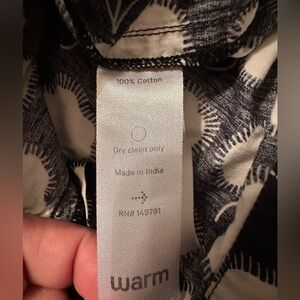 100% Cotton
Dry clean only
Made in India
RN# 149791
warm